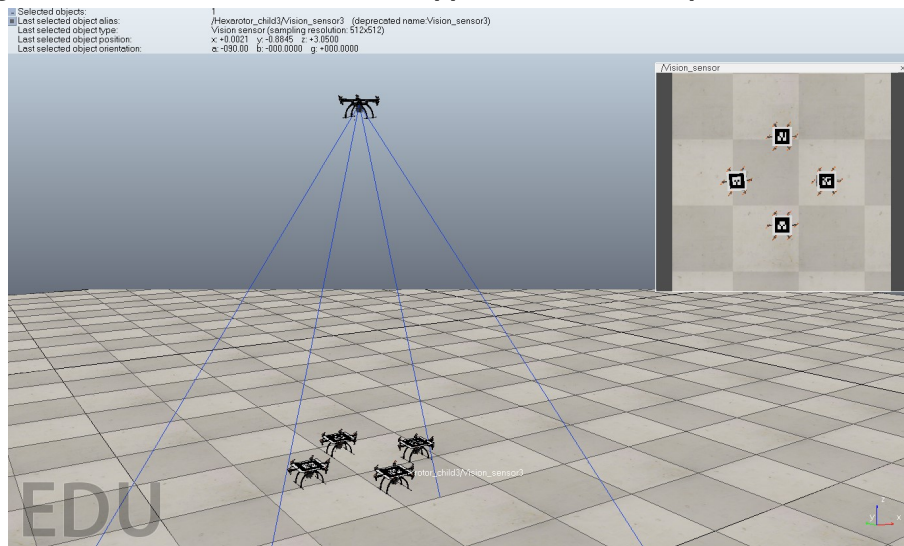 Selected objects: 1
Last selected object alias: /Hexarotor_child3/Vision_sensor3 (deprecated name:Vision_sensor3)
Last selected object type: Vision sensor (sampling resolution: 512x512)
Last selected object position: x: +0.0021 y: -0.8845 z: +3.0500
Last selected object orientation: a: -090.00 b: -000.0000 g: +000.0000
/Vision_sensor
rotor_child3/Vision_sensor3
EDU
z
y x